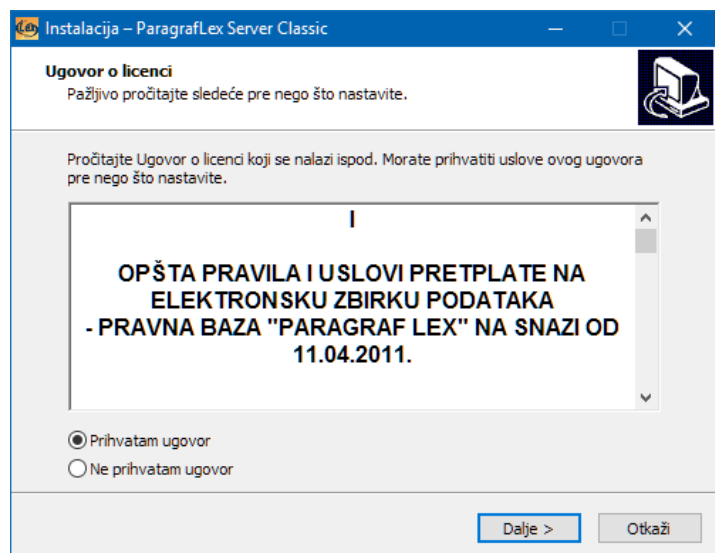 Instalacija – ParagrafLex Server Classic
Ugovor o licenci
Pažljivo pročitajte sledeće pre nego što nastavite.
Pročitajte Ugovor o licenci koji se nalazi ispod. Morate prihvatiti uslove ovog ugovora
pre nego što nastavite.
I
OPŠTA PRAVILA I USLOVI PRETPLATE NA
ELEKTRONSKU ZBIRKU PODATAKA
- PRAVNA BAZA "PARAGRAF LEX" NA SNAZI OD
11.04.2011.
Prihvatam ugovor
Ne prihvatam ugovor
Dalje >
Otkaži